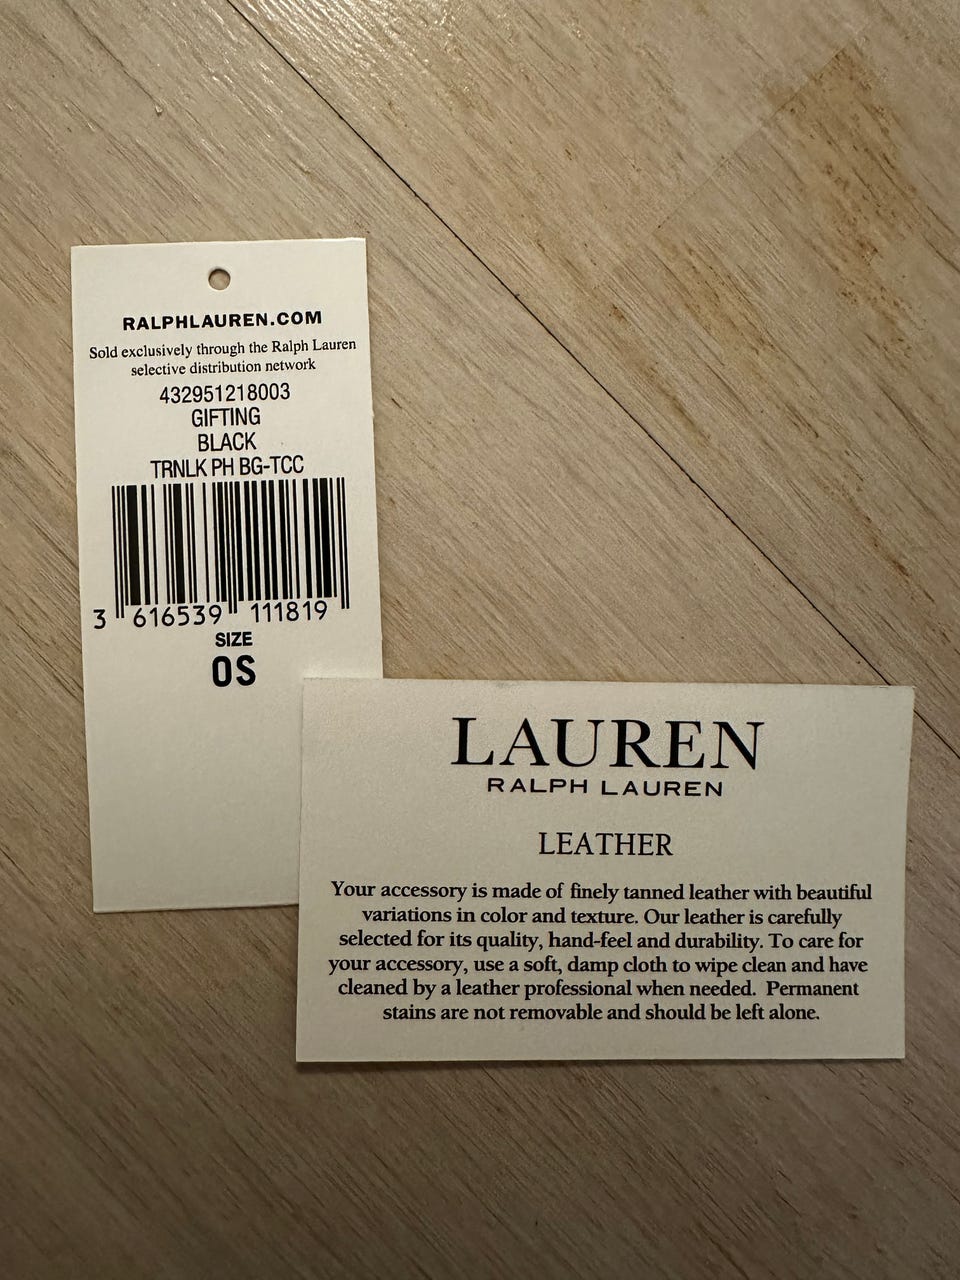 RALPHLAUREN.COM
Sold exclusively through the Ralph Lauren
selective distribution network
432951218003
GIFTING
BLACK
TRNLK PH BG-TCC
3 616539 111819
SIZE
OS
LAUREN
RALPH LAUREN
LEATHER
Your accessory is made of finely tanned leather with beautiful
variations in color and texture. Our leather is carefully
selected for its quality, hand-feel and durability. To care for
your accessory, use a soft, damp cloth to wipe clean and have
cleaned by a leather professional when needed. Permanent
stains are not removable and should be left alone.